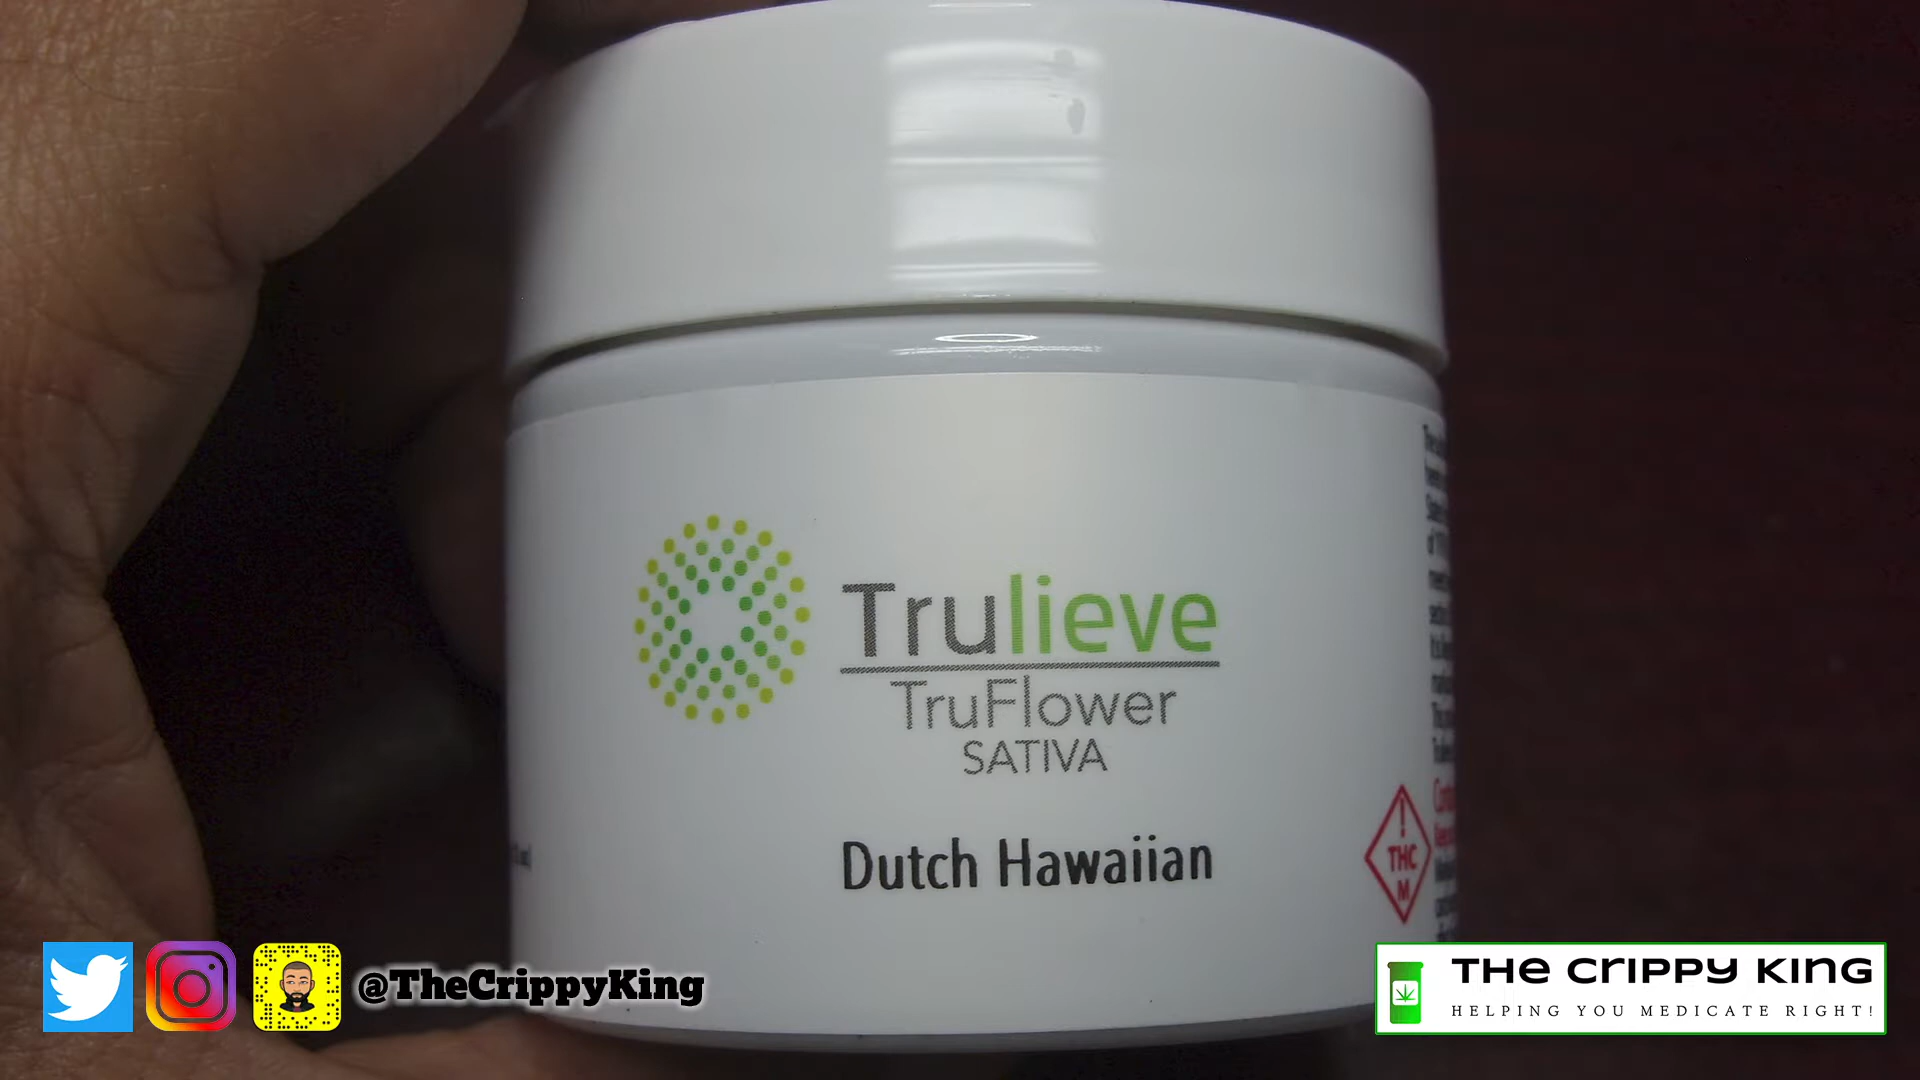 Trulieve
TruFlower
SATIVA
Dutch Hawaiian
!
THC
M
@TheCrippyKing
THE CRIPPY KING
HELPING YOU MEDICATE RIGHT!